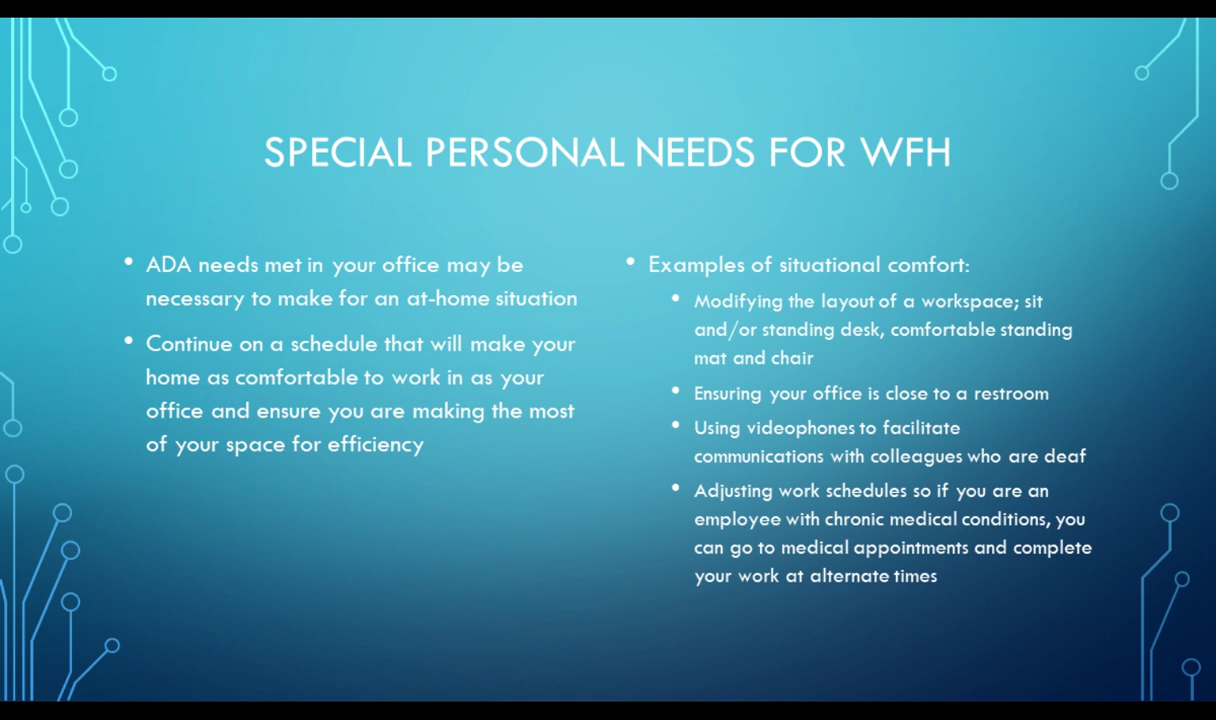 SPECIAL PERSONAL NEEDS FOR WFH
• ADA needs met in your office may be
necessary to make for an at-home situation
• Continue on a schedule that will make your
home as comfortable to work in as your
office and ensure you are making the most
of your space for efficiency
• Examples of situational comfort:
• Modifying the layout of a workspace; sit
and/or standing desk, comfortable standing
mat and chair
• Ensuring your office is close to a restroom
• Using videophones to facilitate
communications with colleagues who are deaf
• Adjusting work schedules so if you are an
employee with chronic medical conditions, you
can go to medical appointments and complete
your work at alternate times